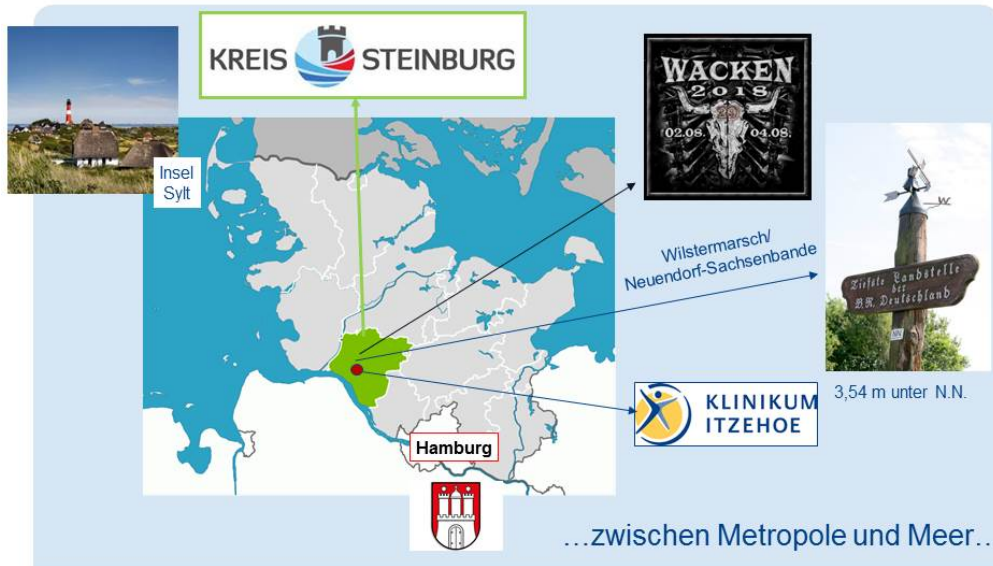 KREIS STEINBURG
WACKEN
2018
02.08. 04.08.
Insel
Sylt
Wilstermarsch/
Neuendorf-Sachsenbande
W
Tiefste Landstelle
der
B.R. Deutschland
NN
3,54 m unter N.N.
KLINIKUM
ITZEHOE
Hamburg
…zwischen Metropole und Meer…